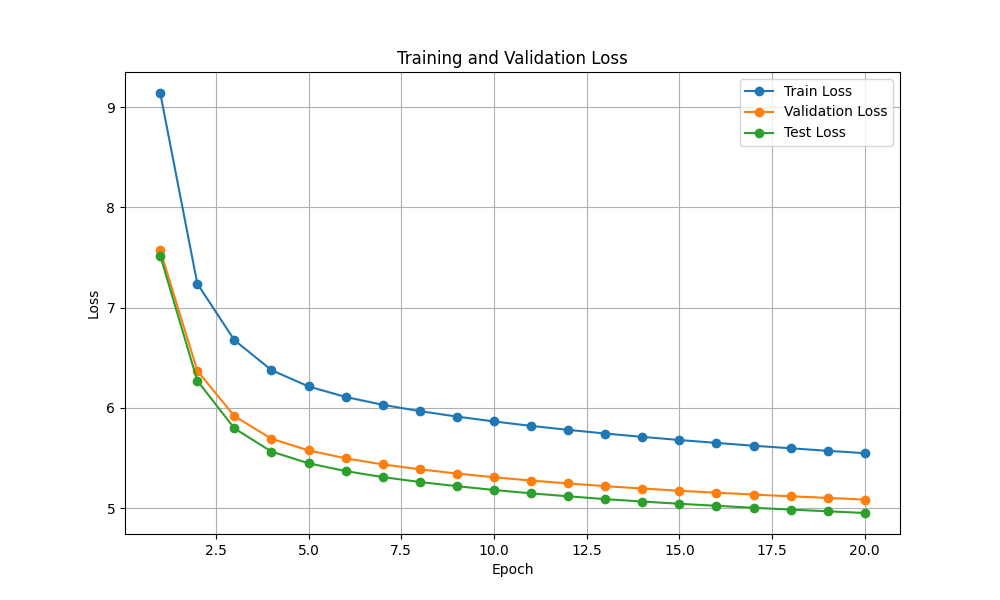 Training and Validation Loss
Train Loss
Validation Loss
Test Loss
9
8
7
6
5
Loss
2.5 5.0 7.5 10.0 12.5 15.0 17.5 20.0
Epoch